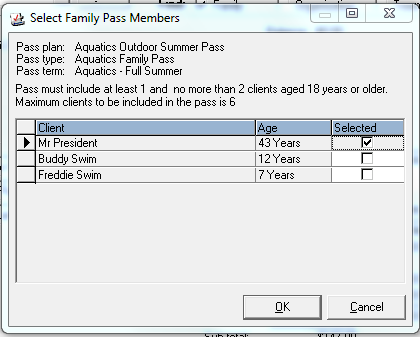 Select Family Pass Members
Pass plan: Aquatics Outdoor Summer Pass
Pass type: Aquatics Family Pass
Pass term: Aquatics - Full Summer
Pass must include at least 1 and no more than 2 clients aged 18 years or older.
Maximum clients to be included in the pass is 6
Client Age Selected
Mr President 43 Years
Buddy Swim 12 Years
Freddie Swim 7 Years
OK Cancel